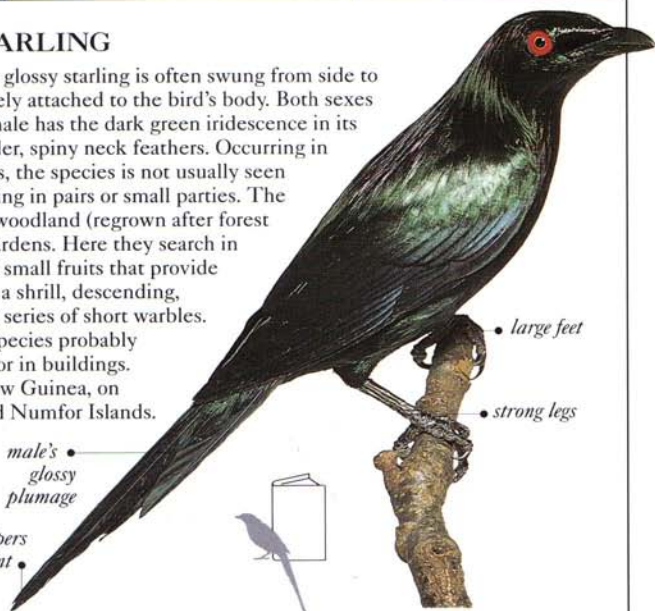 ARLING
glossy starling is often swung from side to
ely attached to the bird's body. Both sexes
nale has the dark green iridescence in its
ler, spiny neck feathers. Occurring in
s, the species is not usually seen
ing in pairs or small parties. The
woodland (regrown after forest
rdens. Here they search in
small fruits that provide
a shrill, descending,
series of short warbles.
pecies probably
or in buildings.
w Guinea, on
d Numfor Islands.
large feet
strong legs
male's
glossy
plumage
pers
nt